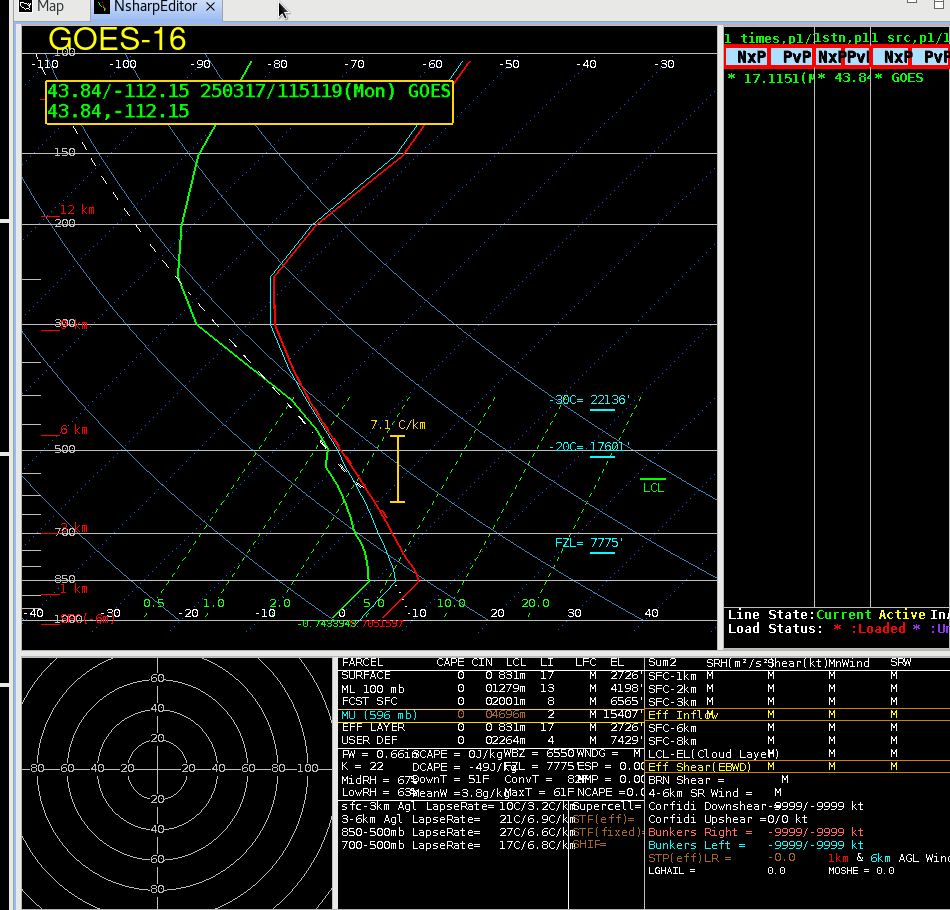 Map NsharpEditor
GOES-16
43.84/-112.15 250317/115119(Mon) GOES
43.84,-112.15
100
-110 -100 -90 -80 -70 -60 -50 -40 -30
150
12 km
200
300
500
700
850
1000
6 km
1 km
7.1 C/km
-30C= 22136'
-20C= 17601'
LCL
FZL= 7775'
0.5 1.0 2.0 5.0 10.0 20.0
-40 -30 -20 -10 0 10 20 30 40
1 times,p1/ 1stn,p1 1 src,p1/1
NxP PvP NxP PvP NxP PvP
* 17.1151( * 43.84 * GOES
Line State:Current Active InA
Load Status: * :Loaded * :Un
60
40
20
-80 -60 -40 -20 20 40 60 80 100
-20
-40
-60
-80
PARCEL CAPE CIN LCL LI LFC EL
SURFACE 0 0 831m 17 M 2726'
ML 100 mb 0 0 1279m 13 M 4198'
FCST SFC 0 0 2001m 8 M 6565'
MU (596 mb) 0 0 4696m 2 M 15407'
EFF LAYER 0 0 831m 17 M 2726'
USER DEF 0 0 2264m 4 M 7429'
PW = 0.66in SCAPE = 0J/kg WBZ = 6550' WNDG = M
K = 22 DCAPE = -49J/kg FZL = 7775' ESP = 0.00
MidRH = 67% DownT = 51F ConvT = MMP = 0.00
LowRH = 63% MeanW =3.8g/kg MaxT = 61F NCAPE =0.0
sfc-3km Agl LapseRate= 10C/3.2C/km Supercell=
3-6km Agl LapseRate= 21C/6.9C/km STP(eff)=
850-500mb LapseRate= 27C/6.6C/km STP(fixed)=
700-500mb LapseRate= 17C/6.8C/km SHIP=
Sum2 SRH(m²/s²) Shear(kt) MnWind SRW
SFC-1km M M M M
SFC-2km M M M M
SFC-3km M M M M
Eff Inflow M M M M
SFC-6km M M M
SFC-8km M M M
LCL-EL(Cloud Layer) M M M
Eff Shear(EBWD) M M M
BRN Shear = M
4-6km SR Wind = M
Corfidi Downshear=-9999/-9999 kt
Corfidi Upshear =0/0 kt
Bunkers Right = -9999/-9999 kt
Bunkers Left = -9999/-9999 kt
STP(eff)LR = -0.0 1km & 6km AGL Wind
LGHAIL = 0.0 MOSHE = 0.0